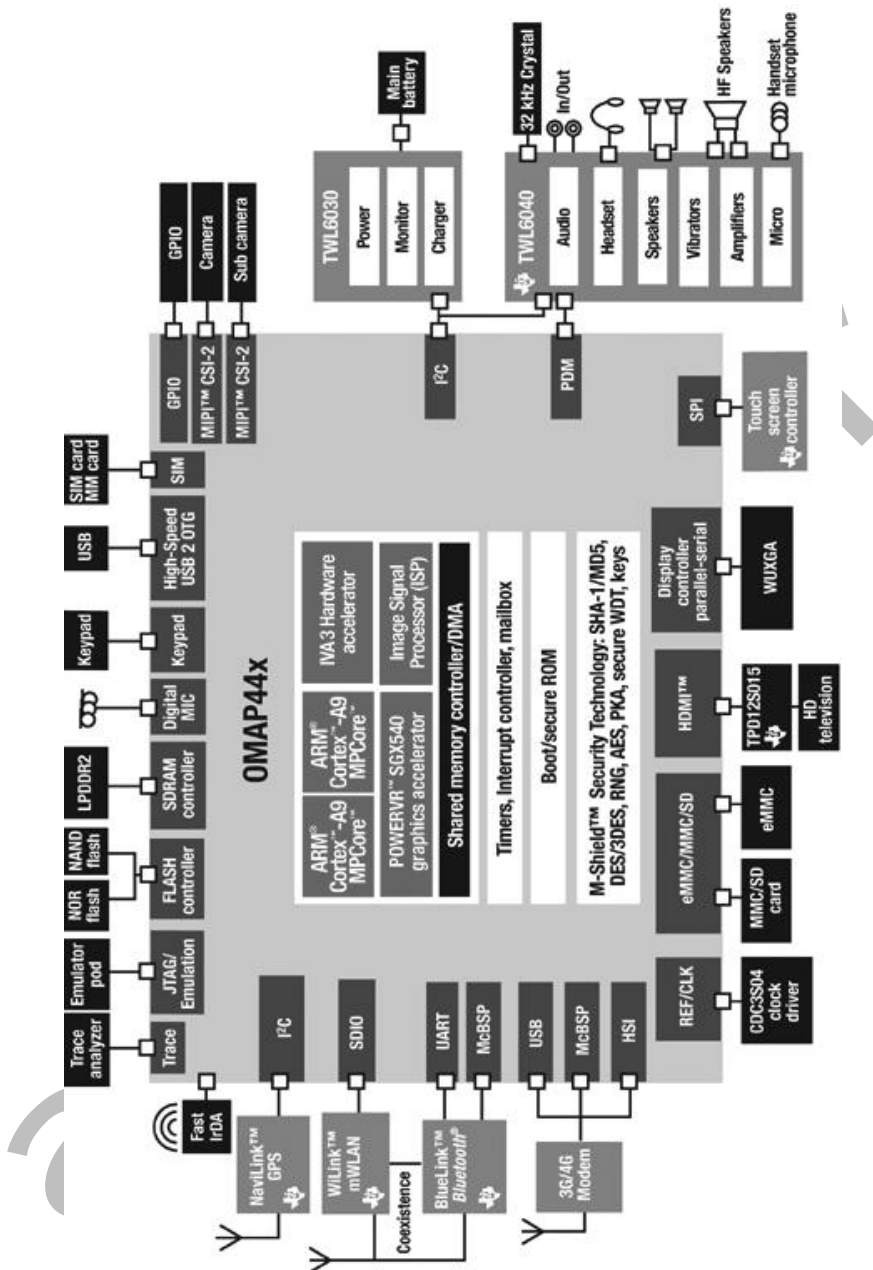 Trace
analyzer
Emulator
pod
NOR
flash
NAND
flash
LPDDR2
Keypad
USB
SIM card
MM card
Fast
IrDA
Trace
JTAG/
Emulation
FLASH
controller
SDRAM
controller
Digital
MIC
Keypad
High-Speed
USB 2 OTG
SIM
GPIO
GPIO
MIPI™ CSI-2
Camera
MIPI™ CSI-2
Sub camera
NaviLink™
GPS
I²C
WiLink™
mWLAN
SDIO
Coexistence
BlueLink™
Bluetooth®
UART
McBSP
3G/4G
Modem
USB
McBSP
HSI
OMAP44x
ARM®
Cortex™-A9
MPCore™
ARM®
Cortex™-A9
MPCore™
IVA3 Hardware
accelerator
POWERVR™ SGX540
graphics accelerator
Image Signal
Processor (ISP)
Shared memory controller/DMA
Timers, Interrupt controller, mailbox
Boot/secure ROM
M-Shield™ Security Technology: SHA-1/MD5,
DES/3DES, RNG, AES, PKA, secure WDT, keys
I²C
PDM
TWL6030
Power
Monitor
Charger
Main
battery
TWL6040
Audio
Headset
Speakers
Vibrators
Amplifiers
Micro
32 kHz Crystal
In/Out
HF Speakers
Handset
microphone
REF/CLK
eMMC/MMC/SD
HDMI™
Display
controller
parallel-serial
SPI
CDC3S04
clock
driver
MMC/SD
card
eMMC
TPD12S015
HD
television
WUXGA
Touch
screen
controller